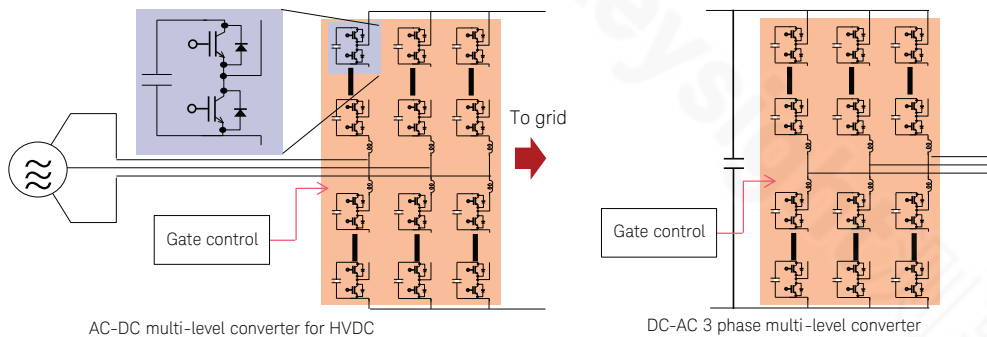 To grid
Gate control
Gate control
AC-DC multi-level converter for HVDC
DC-AC 3 phase multi-level converter